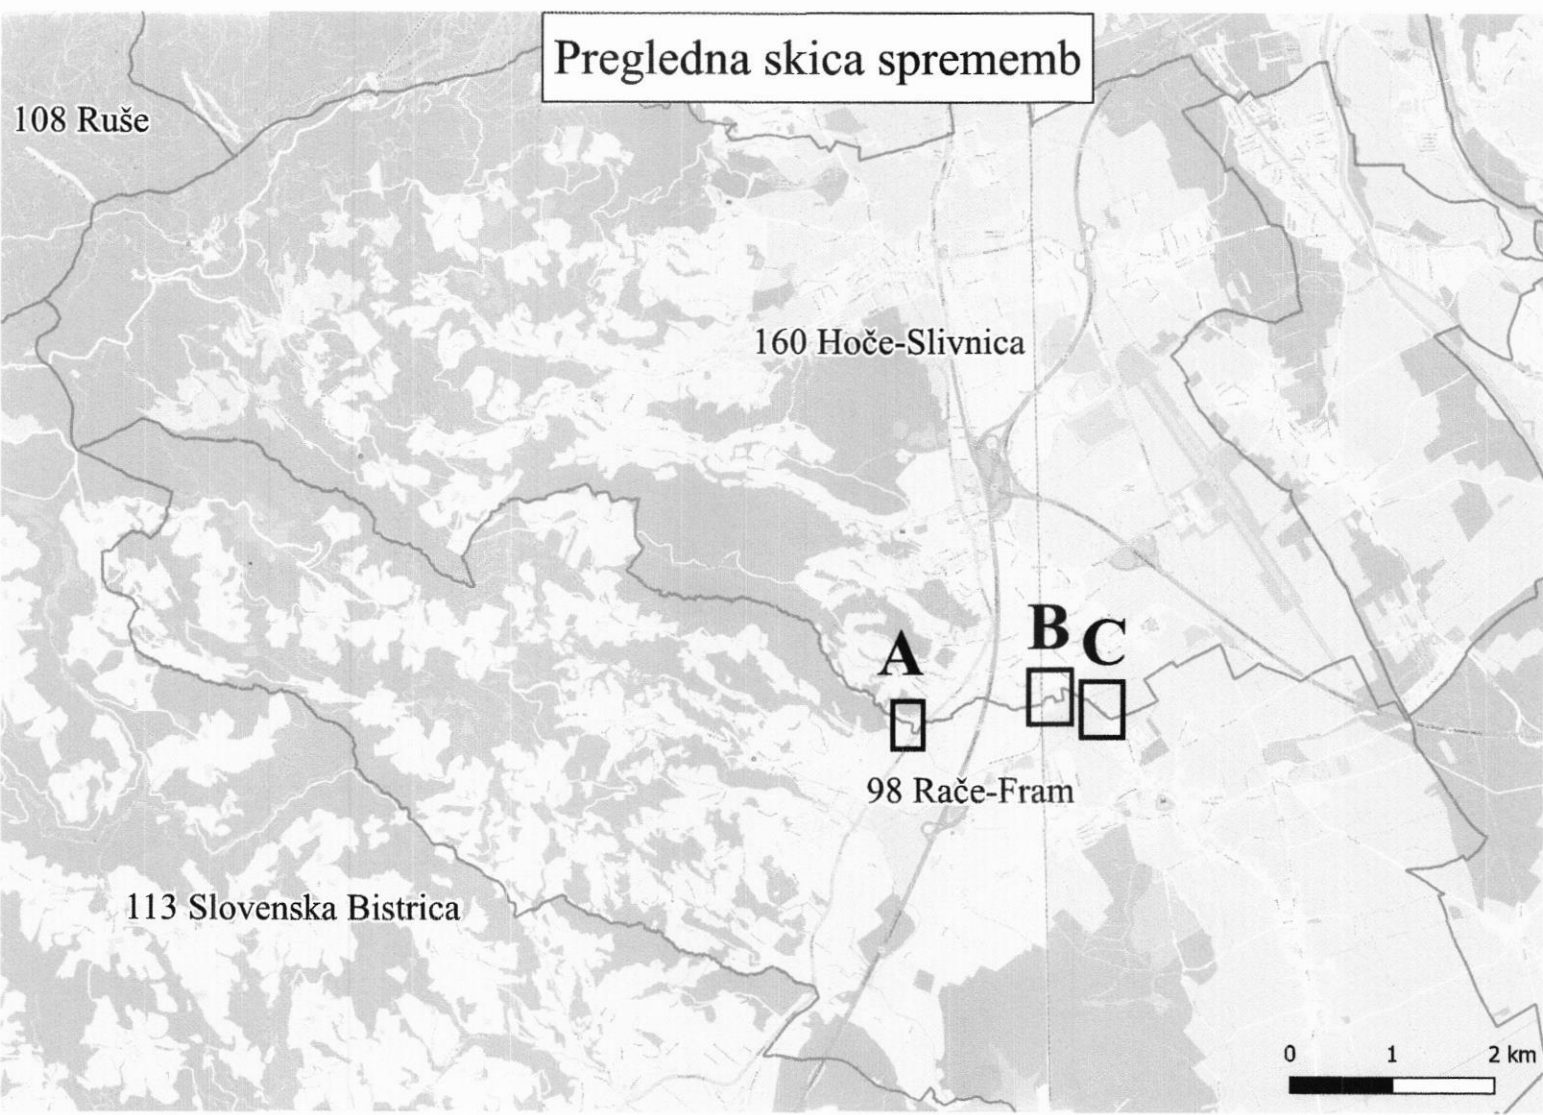 Pregledna skica sprememb
108 Ruše
160 Hoče-Slivnica
A
B
C
98 Rače-Fram
113 Slovenska Bistrica
0 1 2 km